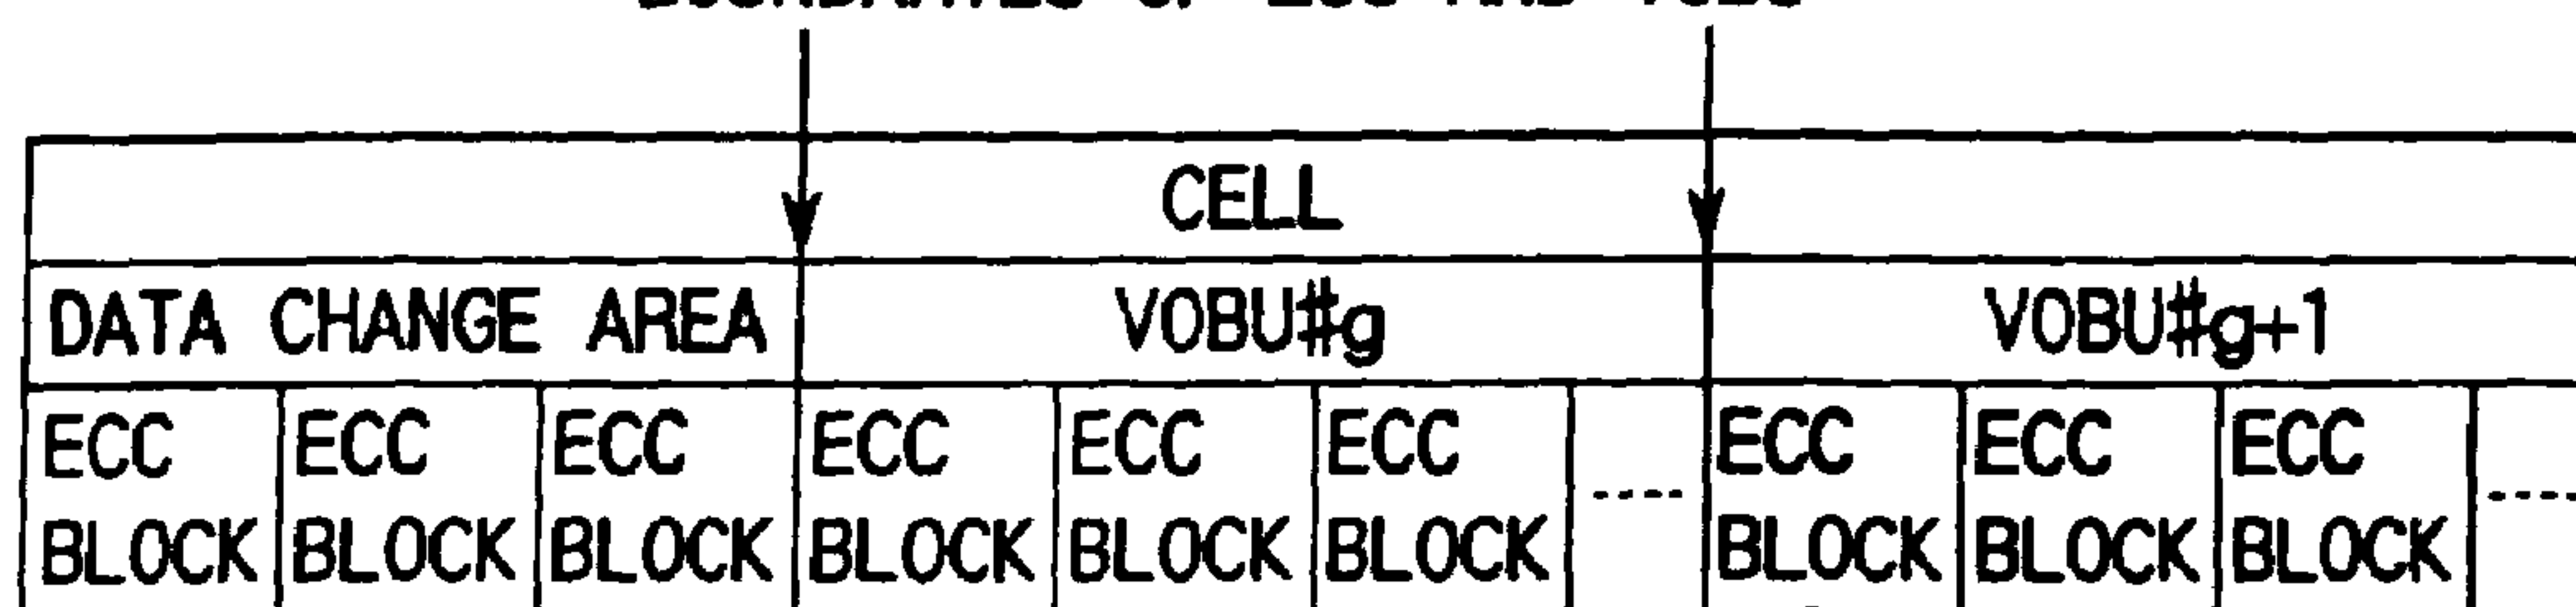 CELL
DATA CHANGE AREA VOBU#g VOBU#g+1
ECC ECC ECC ECC ECC ECC ---- ECC ECC ECC ----
BLOCK BLOCK BLOCK BLOCK BLOCK BLOCK BLOCK BLOCK BLOCK